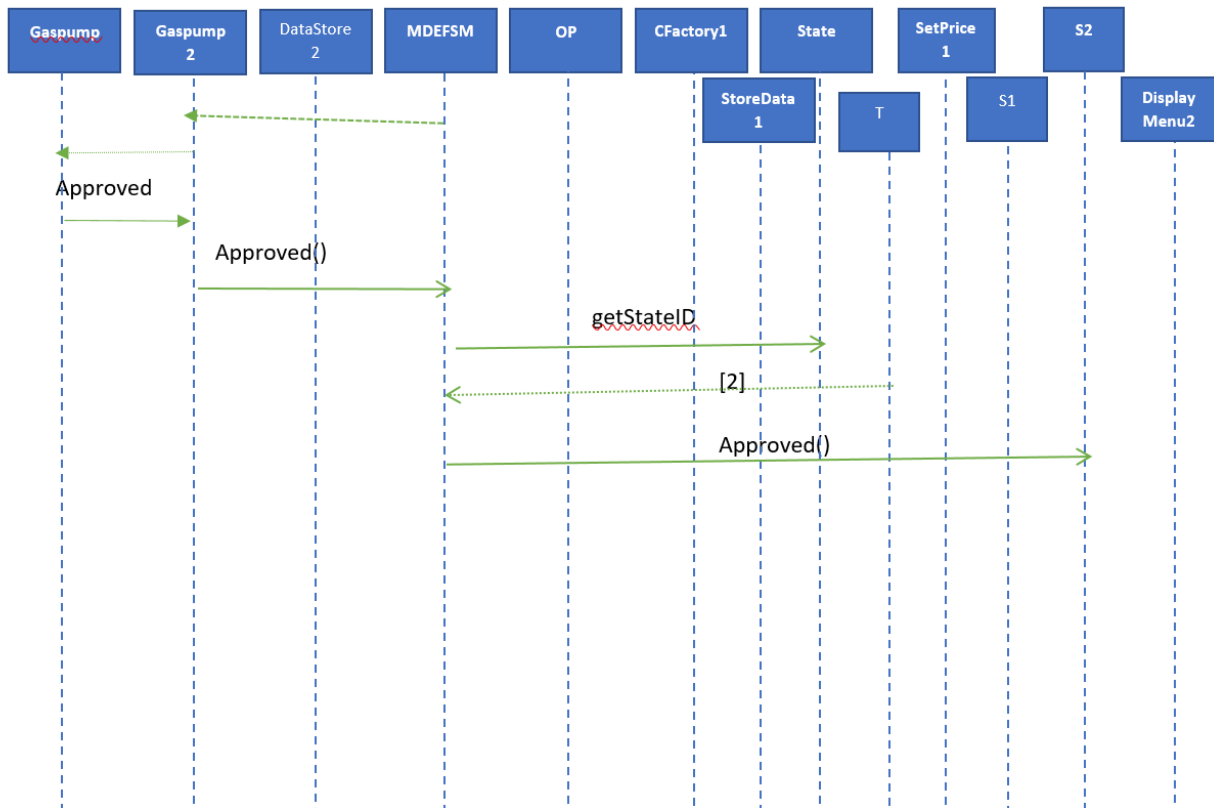 Gaspump
Gaspump
2
DataStore
2
MDEFSM
OP
CFactory1
State
SetPrice
1
S2
StoreData
1
T
S1
Display
Menu2
Approved
Approved()
getStateID
[2]
Approved()